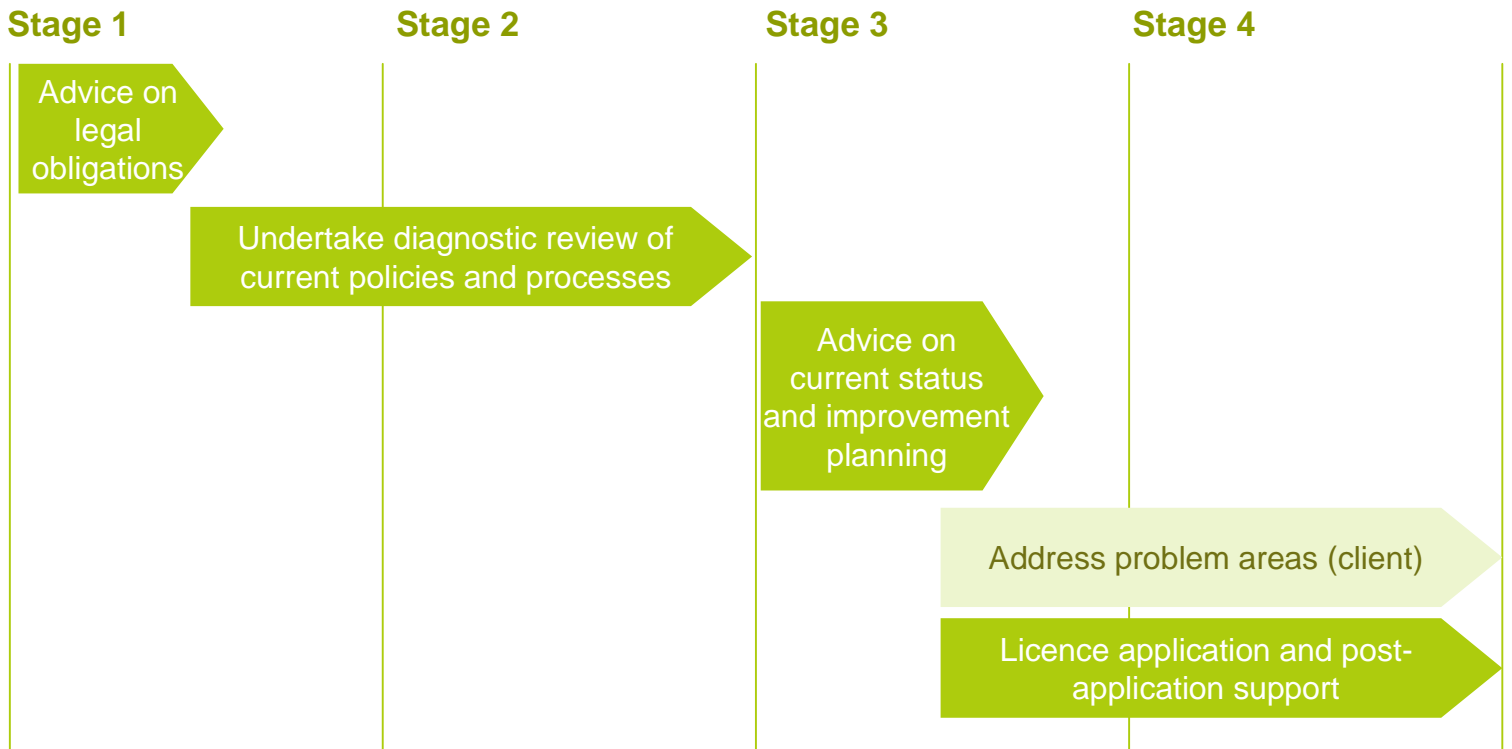 Stage 1
Stage 2
Stage 3
Stage 4
Advice on
legal
obligations
Undertake diagnostic review of
current policies and processes
Advice on
current status
and improvement
planning
Address problem areas (client)
Licence application and post-
application support